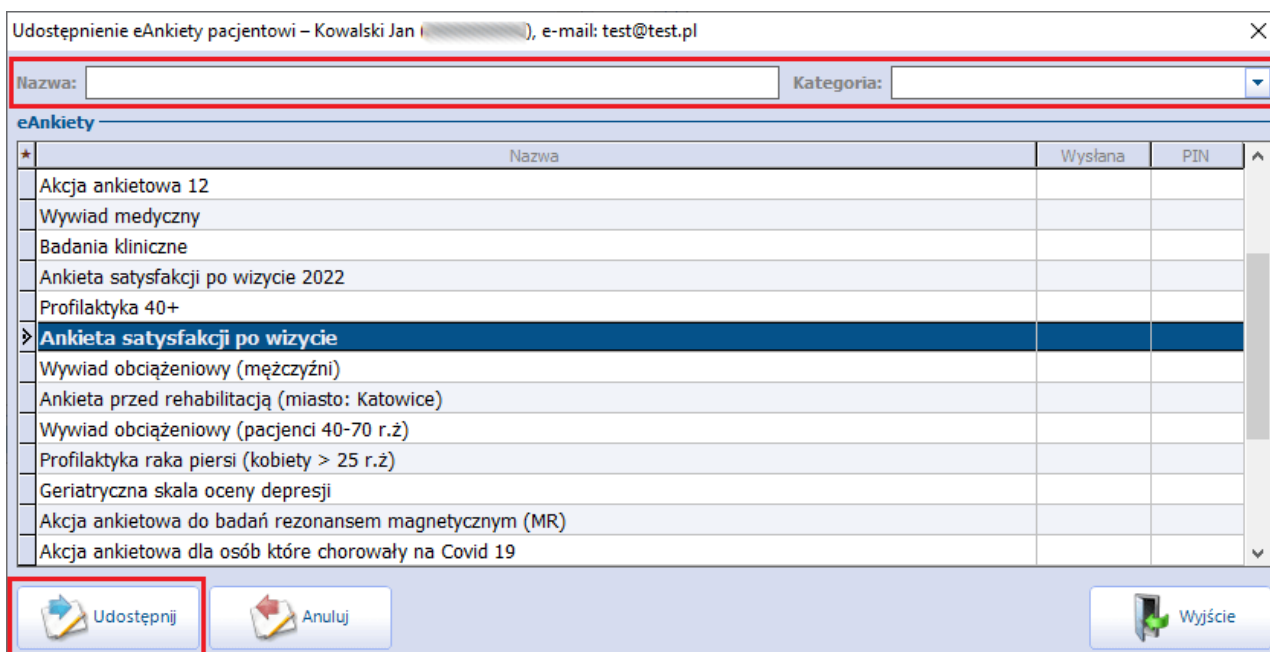 Udostępnienie eAnkiety pacjentowi – Kowalski Jan ( ), e-mail: test@test.pl
Nazwa: Kategoria:
eAnkiety
* Nazwa Wysłana PIN
Akcja ankietowa 12
Wywiad medyczny
Badania kliniczne
Ankieta satysfakcji po wizycie 2022
Profilaktyka 40+
Ankieta satysfakcji po wizycie
Wywiad obciążeniowy (mężczyźni)
Ankieta przed rehabilitacją (miasto: Katowice)
Wywiad obciążeniowy (pacjenci 40-70 r.ż)
Profilaktyka raka piersi (kobiety > 25 r.ż)
Geriatryczna skala oceny depresji
Akcja ankietowa do badań rezonansem magnetycznym (MR)
Akcja ankietowa dla osób które chorowały na Covid 19
Udostępnij Anuluj Wyjście